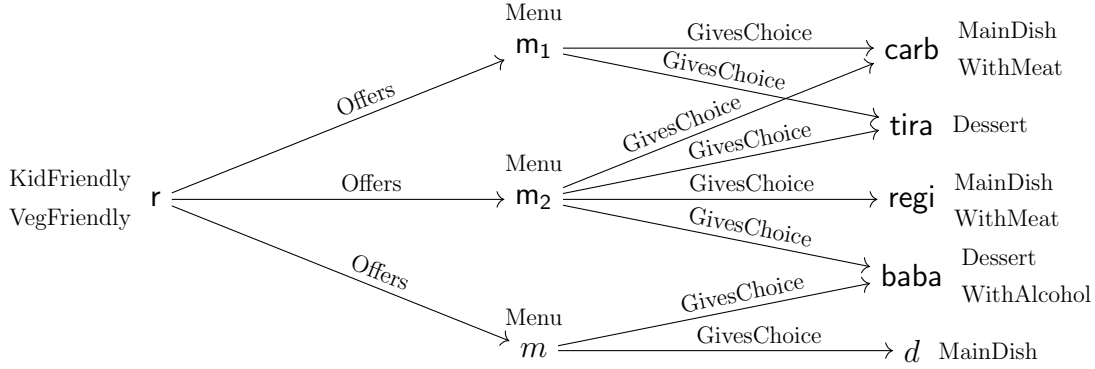 Menu
m₁
GivesChoice
carb
MainDish
WithMeat
GivesChoice
Offers
GivesChoice
tira
Dessert
GivesChoice
Menu
KidFriendly
VegFriendly
r
Offers
m₂
GivesChoice
regi
MainDish
WithMeat
GivesChoice
Offers
baba
Dessert
WithAlcohol
GivesChoice
Menu
m
GivesChoice
d
MainDish